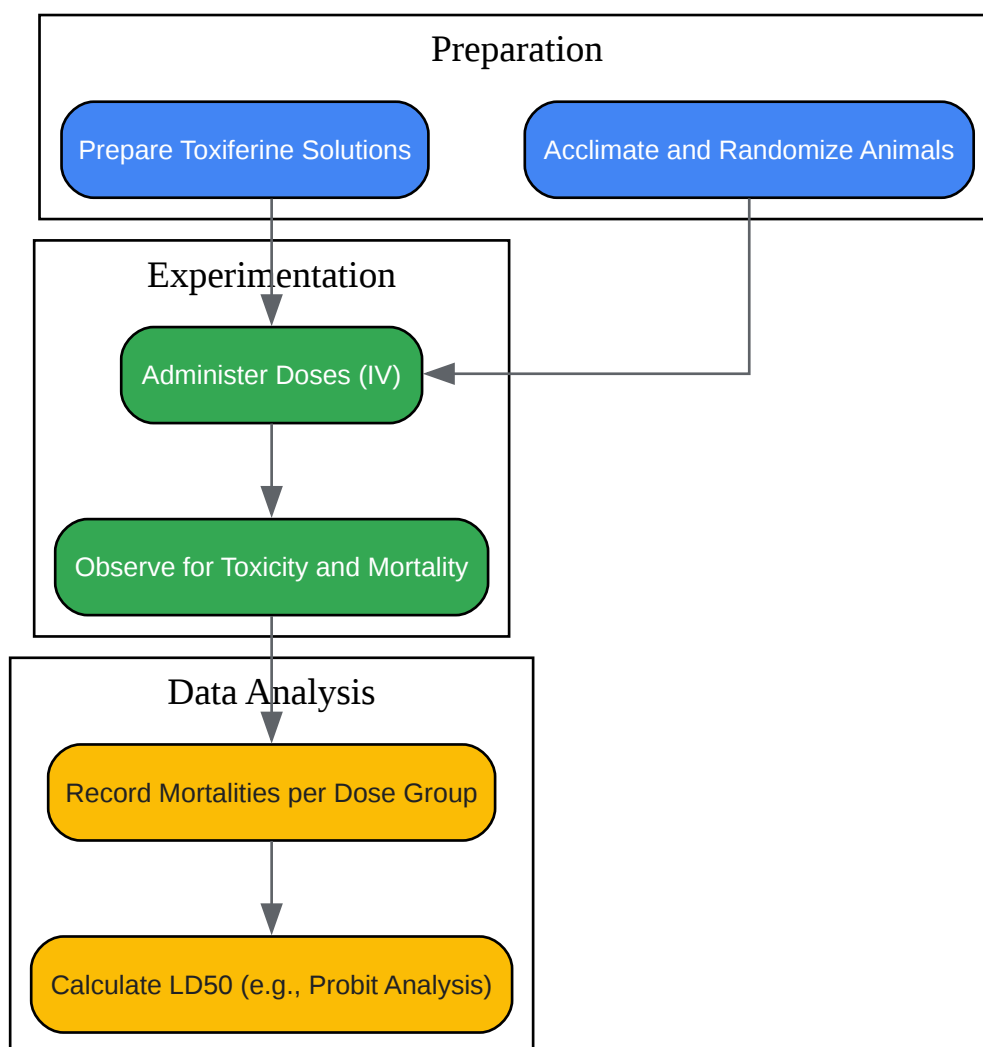 Preparation
Prepare Toxiferine Solutions
Acclimate and Randomize Animals
Experimentation
Administer Doses (IV)
Observe for Toxicity and Mortality
Data Analysis
Record Mortalities per Dose Group
Calculate LD50 (e.g., Probit Analysis)